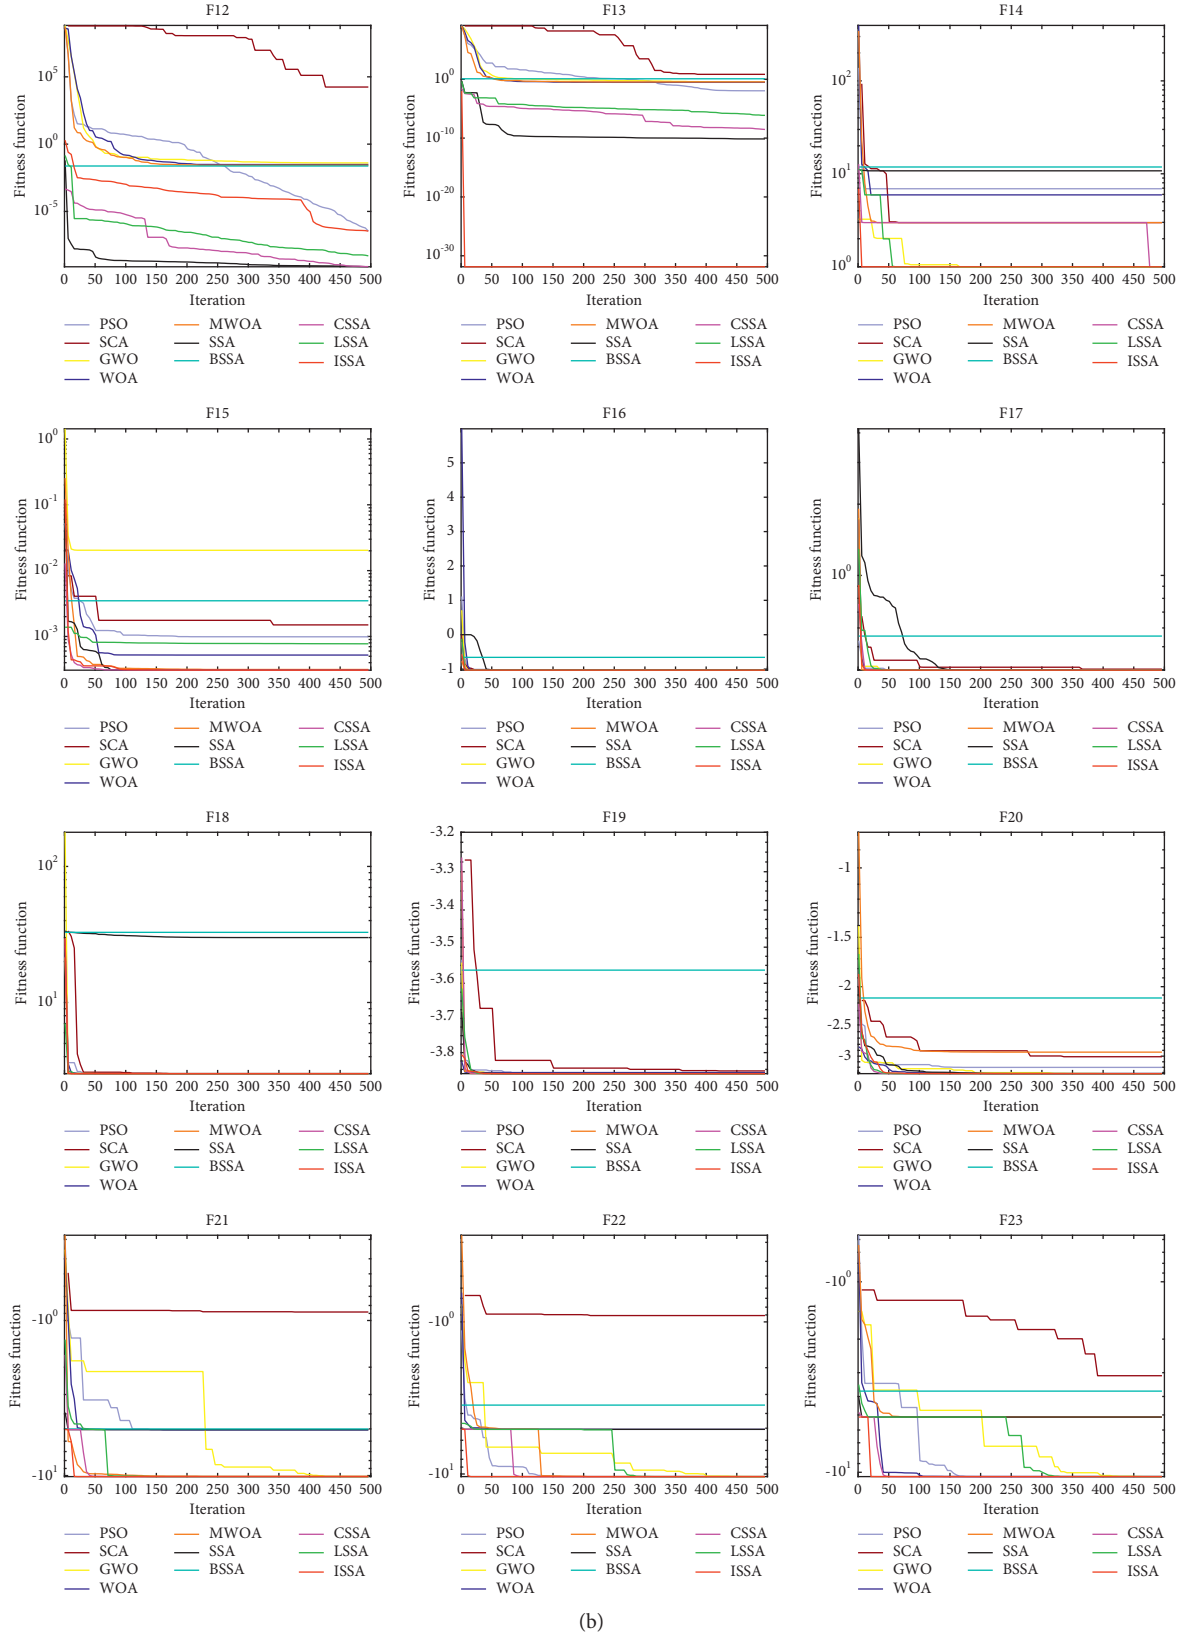 F12
F13
F14
Fitness function
10^5
10^0
10^-5
0 50 100 150 200 250 300 350 400 450 500
Iteration
Fitness function
10^0
10^-10
10^-20
10^-30
0 50 100 150 200 250 300 350 400 450 500
Iteration
Fitness function
10^2
10^1
10^0
0 50 100 150 200 250 300 350 400 450 500
Iteration
PSO MWOA CSSA
SCA SSA LSSA
GWO BSSA ISSA
WOA
PSO MWOA CSSA
SCA SSA LSSA
GWO BSSA ISSA
WOA
PSO MWOA CSSA
SCA SSA LSSA
GWO BSSA ISSA
WOA
F15
F16
F17
Fitness function
10^0
10^-1
10^-2
10^-3
0 50 100 150 200 250 300 350 400 450 500
Iteration
Fitness function
5
4
3
2
1
0
-1
0 50 100 150 200 250 300 350 400 450 500
Iteration
Fitness function
10^0
0 50 100 150 200 250 300 350 400 450 500
Iteration
PSO MWOA CSSA
SCA SSA LSSA
GWO BSSA ISSA
WOA
PSO MWOA CSSA
SCA SSA LSSA
GWO BSSA ISSA
WOA
PSO MWOA CSSA
SCA SSA LSSA
GWO BSSA ISSA
WOA
F18
F19
F20
Fitness function
10^2
10^1
0 50 100 150 200 250 300 350 400 450 500
Iteration
Fitness function
-3.2
-3.3
-3.4
-3.5
-3.6
-3.7
-3.8
0 50 100 150 200 250 300 350 400 450 500
Iteration
Fitness function
-1
-1.5
-2
-2.5
-3
0 50 100 150 200 250 300 350 400 450 500
Iteration
PSO MWOA CSSA
SCA SSA LSSA
GWO BSSA ISSA
WOA
PSO MWOA CSSA
SCA SSA LSSA
GWO BSSA ISSA
WOA
PSO MWOA CSSA
SCA SSA LSSA
GWO BSSA ISSA
WOA
F21
F22
F23
Fitness function
-10^0
-10^1
0 50 100 150 200 250 300 350 400 450 500
Iteration
Fitness function
-10^0
-10^1
0 50 100 150 200 250 300 350 400 450 500
Iteration
Fitness function
-10^0
-10^1
0 50 100 150 200 250 300 350 400 450 500
Iteration
PSO MWOA CSSA
SCA SSA LSSA
GWO BSSA ISSA
WOA
PSO MWOA CSSA
SCA SSA LSSA
GWO BSSA ISSA
WOA
PSO MWOA CSSA
SCA SSA LSSA
GWO BSSA ISSA
WOA
(b)